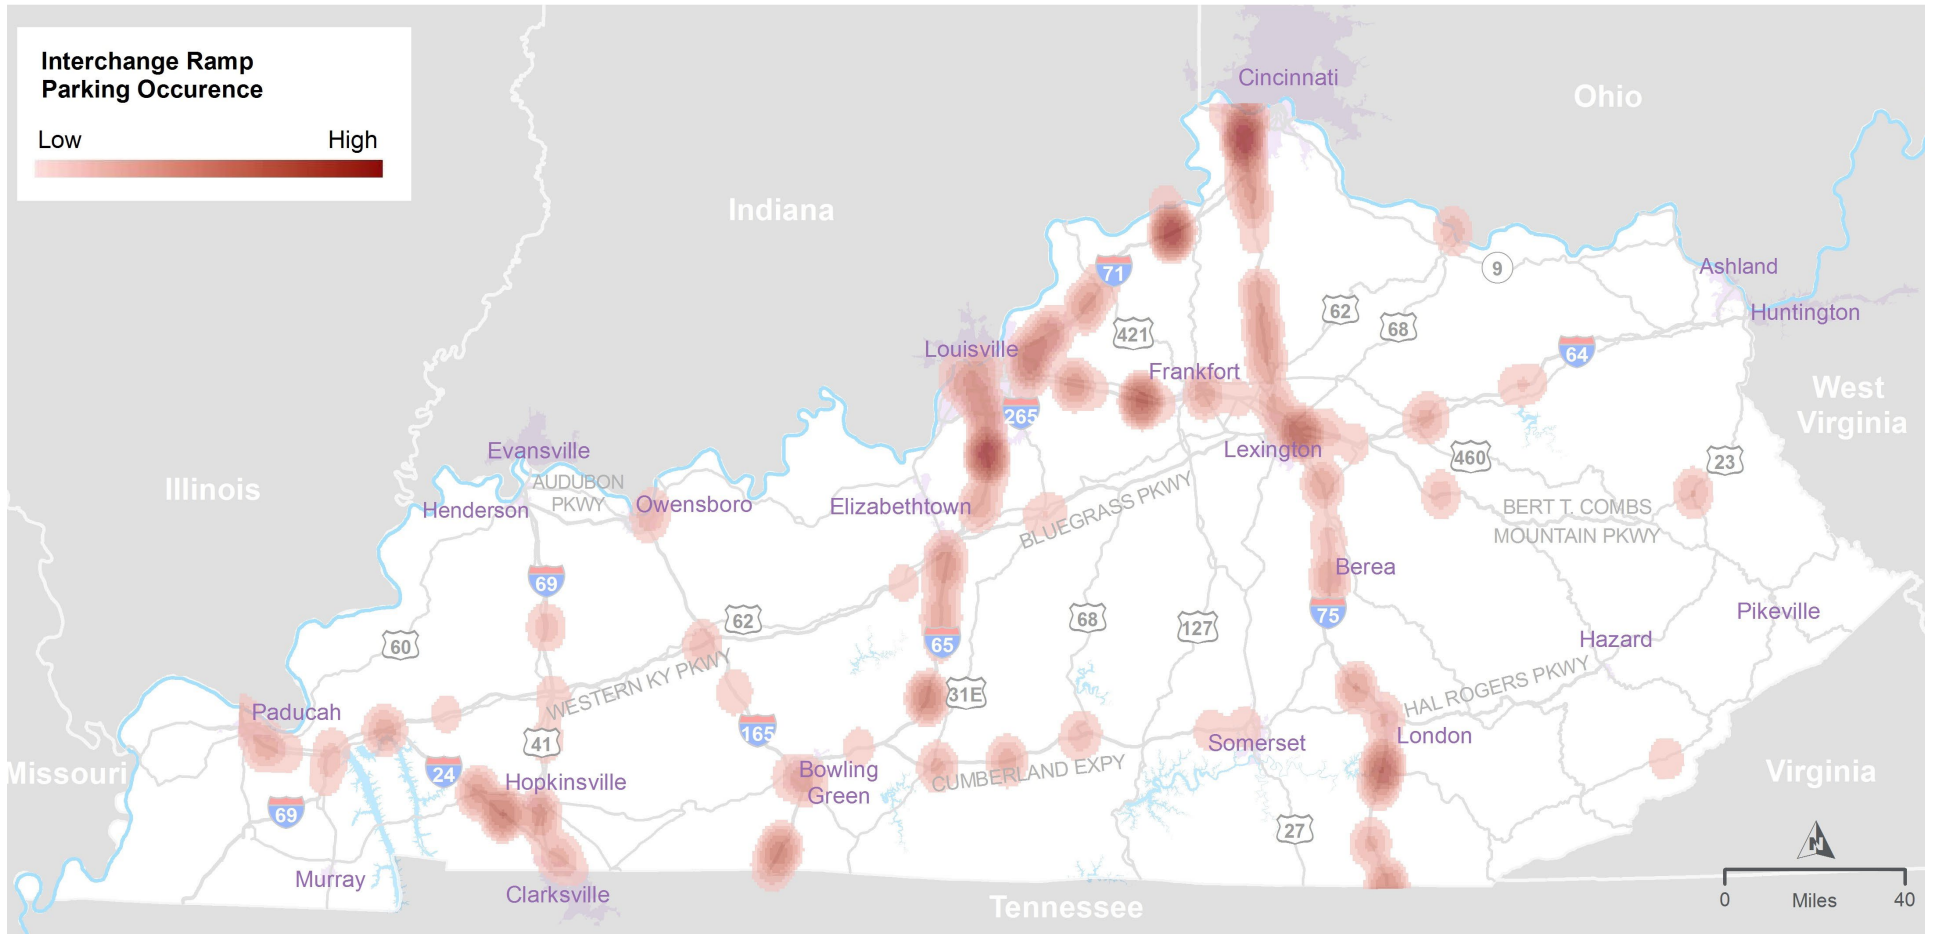 Interchange Ramp
Parking Occurence
Low High
Cincinnati
Ohio
Indiana
71
9
Ashland
Huntington
62
68
421
Louisville
64
Frankfort
West
Virginia
265
Evansville
Lexington
460
23
Illinois
AUDUBON
PKWY
Henderson
Owensboro
Elizabethtown
BLUEGRASS PKWY
BERT T. COMBS
MOUNTAIN PKWY
69
Berea
75
Pikeville
62
68
127
Hazard
60
65
WESTERN KY PKWY
31E
HAL ROGERS PKWY
Paducah
165
41
Somerset
London
Missouri
24
Hopkinsville
Bowling
Green
CUMBERLAND EXPY
Virginia
69
27
N
Murray
Clarksville
Tennessee
0 Miles 40